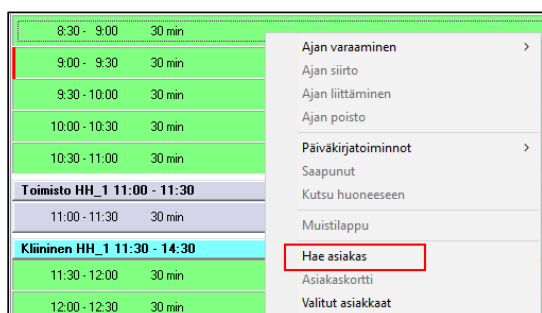 8:30 - 9:00 30 min
9:00 - 9:30 30 min
9:30 - 10:00 30 min
10:00 - 10:30 30 min
10:30 - 11:00 30 min
Toimisto HH_1 11:00 - 11:30
11:00 - 11:30 30 min
Kliininen HH_1 11:30 - 14:30
11:30 - 12:00 30 min
12:00 - 12:30 30 min
Ajan varaaminen >
Ajan siirto
Ajan liittäminen
Ajan poisto
Päiväkirjatoiminnot >
Saapunut
Kutsu huoneeseen
Muistilappu
Hae asiakas
Asiakaskortti
Valitut asiakkaat